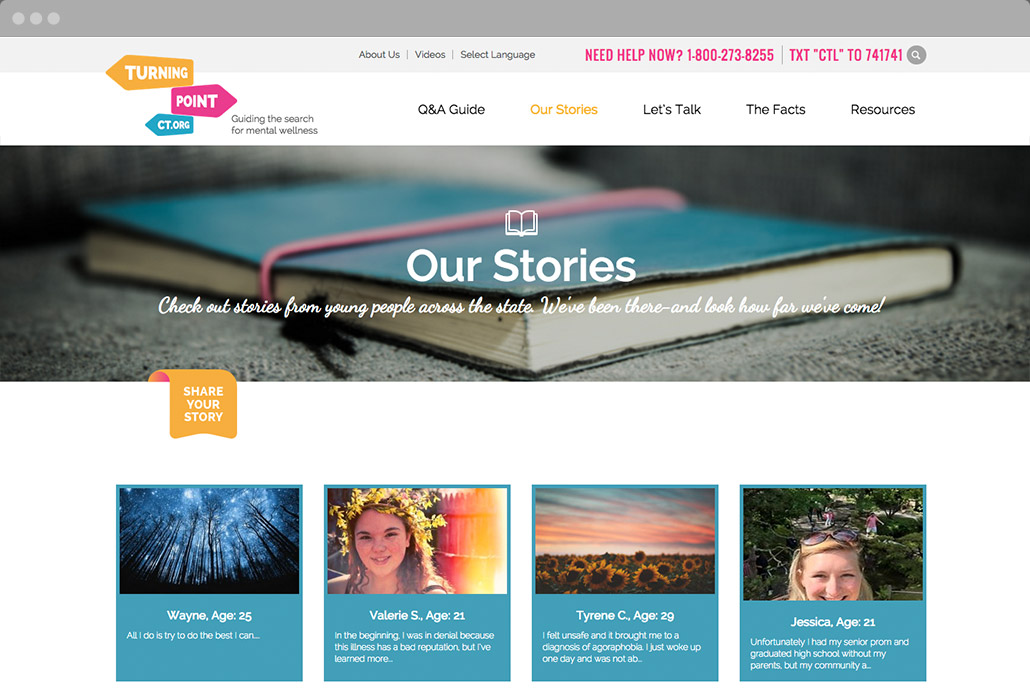 About Us | Videos | Select Language
NEED HELP NOW? 1-800-273-8255 | TXT "CTL" TO 741741
TURNING
POINT
CT.ORG
Guiding the search
for mental wellness
Q&A Guide
Our Stories
Let's Talk
The Facts
Resources
Our Stories
Check out stories from young people across the state. We've been there-and look how far we've come!
SHARE
YOUR
STORY
Wayne, Age: 25
All I do is try to do the best I can....
Valerie S., Age: 21
In the beginning, I was in denial because
this illness has a bad reputation, but I've
learned more...
Tyrene C., Age: 29
I felt unsafe and it brought me to a
diagnosis of agoraphobia. I just woke up
one day and was not ab...
Jessica, Age: 21
Unfortunately I had my senior prom and
graduated high school without my
parents, but my community a...